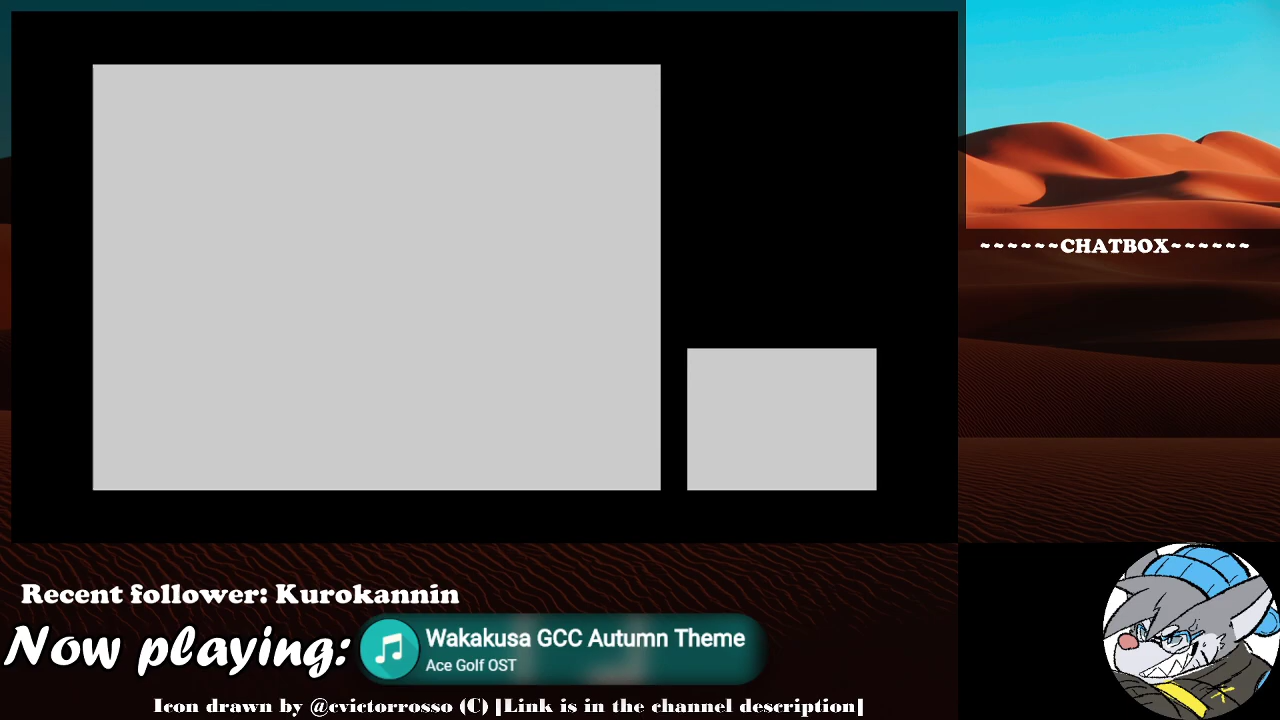 ~~~~~~CHATBOX~~~~~~
Recent follower: Kurokannin
Now playing:
Wakakusa GCC Autumn Theme
Ace Golf OST
Icon drawn by @cvictorrosso (C) [Link is in the channel description]